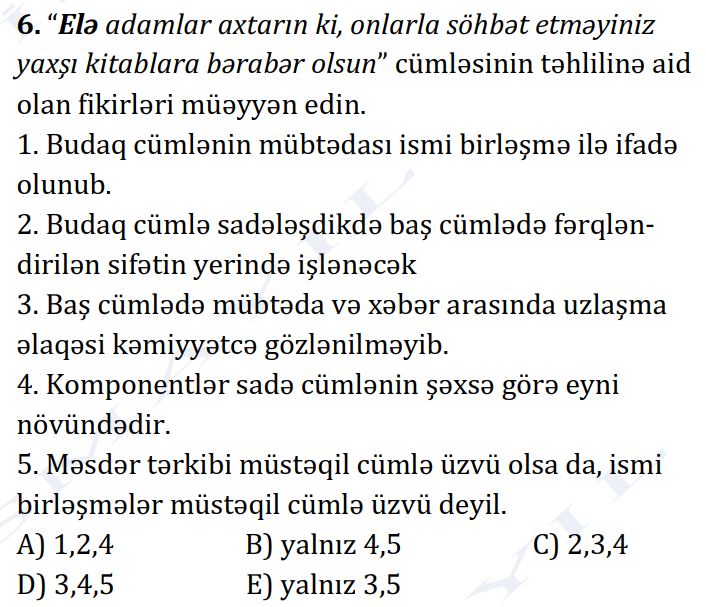 6. “Elə adamlar axtarın ki, onlarla söhbət etməyiniz
yaxşı kitablara bərabər olsun” cümləsinin təhlilinə aid
olan fikirləri müəyyən edin.
1. Budaq cümlənin mübtədası ismi birləşmə ilə ifadə
olunub.
2. Budaq cümlə sadələşdikdə baş cümlədə fərqlən-
dirilən sifətin yerində işlənəcək
3. Baş cümlədə mübtəda və xəbər arasında uzlaşma
əlaqəsi kəmiyyətcə gözlənilməyib.
4. Komponentlər sadə cümlənin şəxsə görə eyni
növündədir.
5. Məsdər tərkibi müstəqil cümlə üzvü olsa da, ismi
birləşmələr müstəqil cümlə üzvü deyil.
A) 1,2,4 B) yalnız 4,5 C) 2,3,4
D) 3,4,5 E) yalnız 3,5